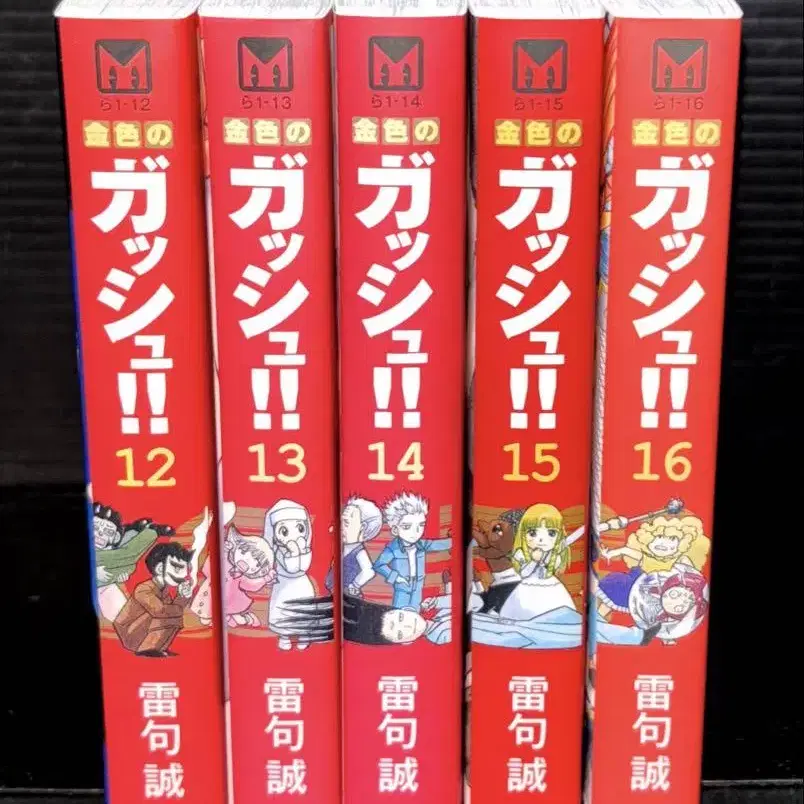 ら1-12
金色の
ガッシュ!!
12
雷句誠
ら1-13
金色の
ガッシュ!!
13
雷句誠
ら1-14
金色の
ガッシュ!!
14
雷句誠
ら1-15
金色の
ガッシュ!!
15
雷句誠
ら1-16
金色の
ガッシュ!!
16
雷句誠